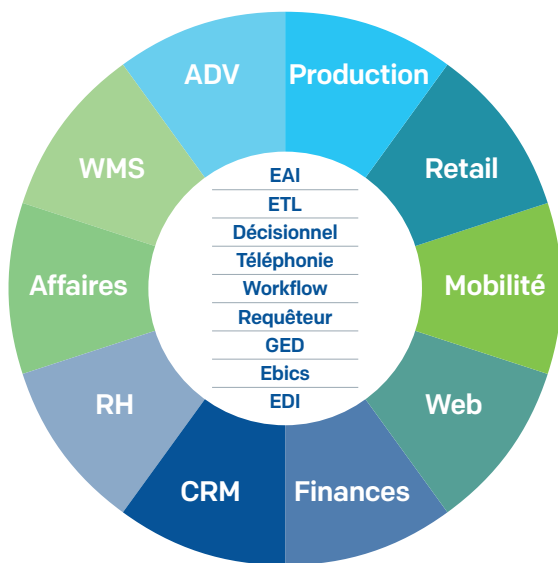 ADV
Production
WMS
Retail
Affaires
Mobilité
RH
Web
CRM
Finances
EAI
ETL
Décisionnel
Téléphonie
Workflow
Requêteur
GED
Ebics
EDI